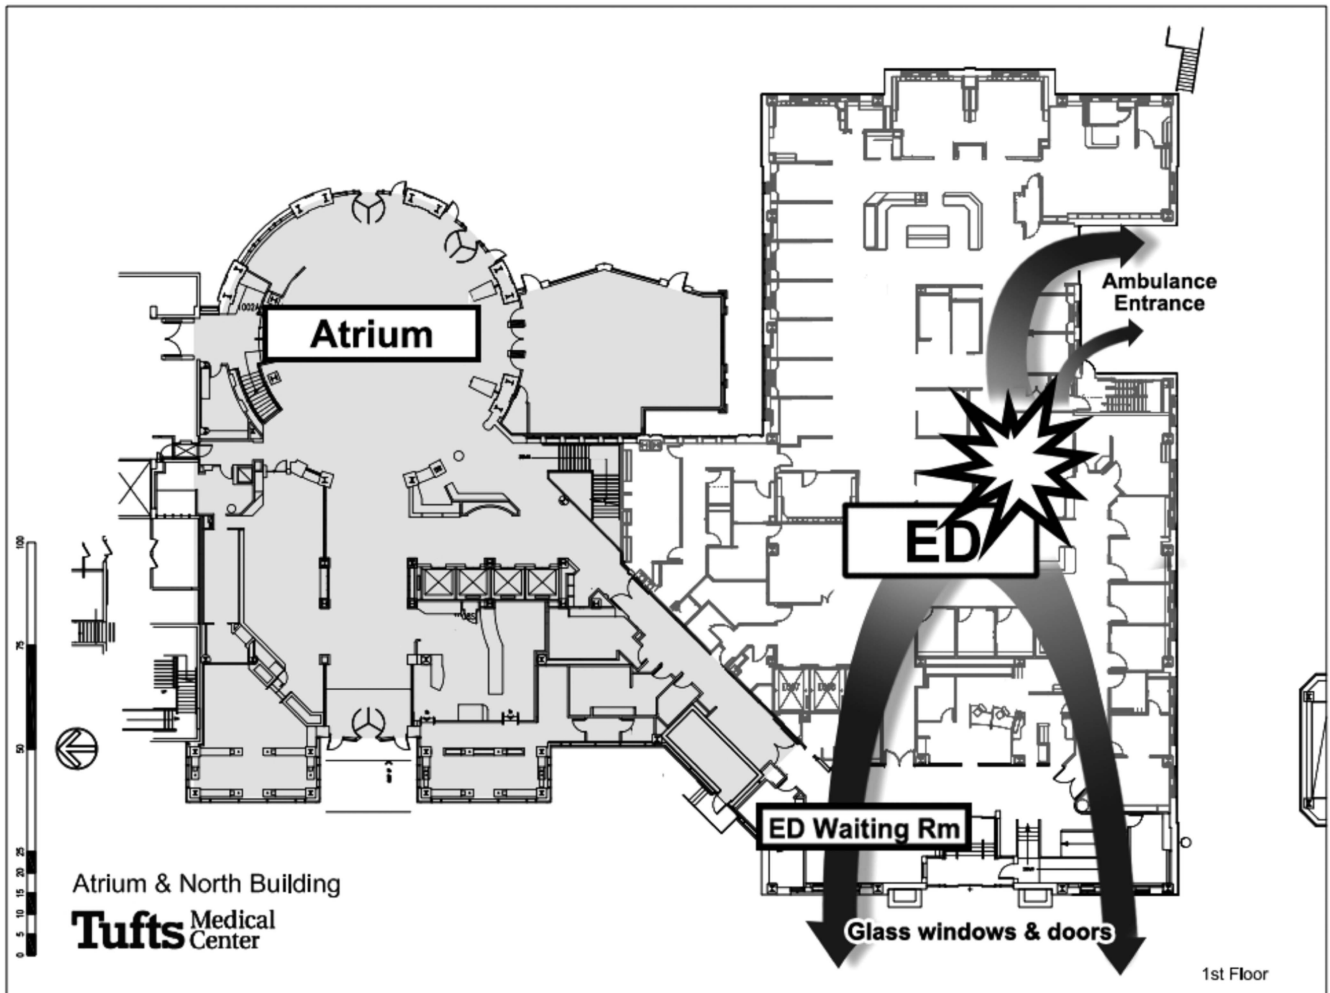 Ambulance
Entrance
Atrium
ED
ED Waiting Rm
Glass windows & doors
100
75
50
25
20
15
10
5
0
Atrium & North Building
Tufts Medical
Center
1st Floor